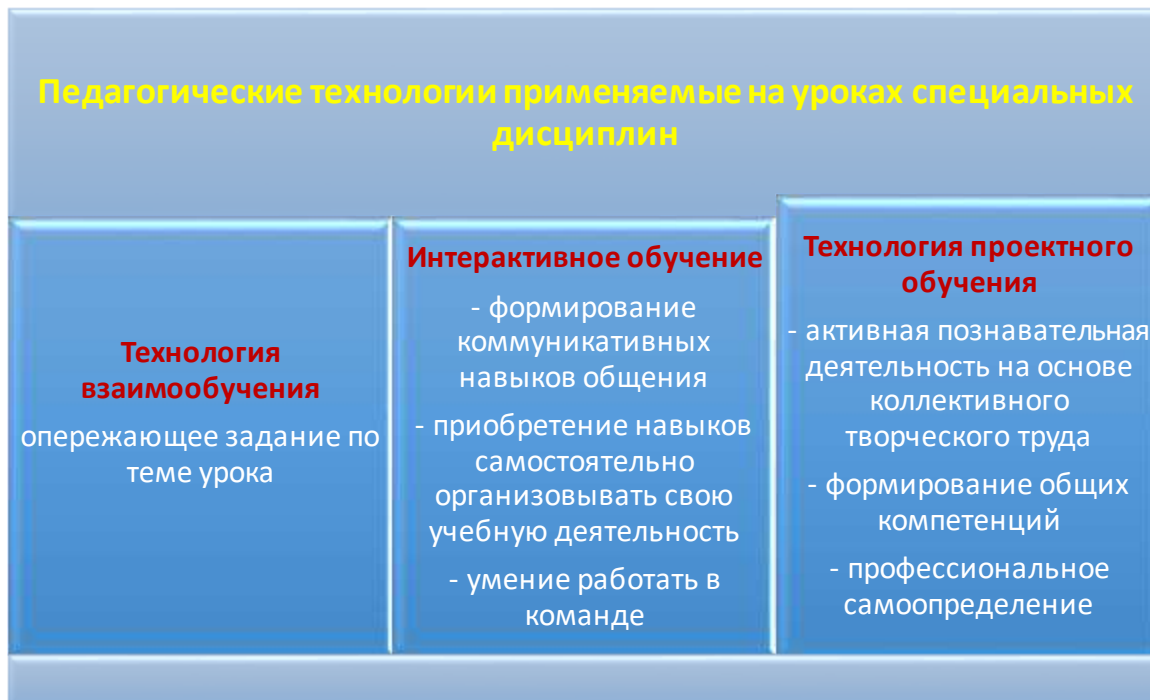 Педагогические технологии применяемые на уроках специальных
дисциплин
Технология
взаимообучения
опережающее задание по
теме урока
Интерактивное обучение
- формирование
коммуникативных
навыков общения
- приобретение навыков
самостоятельно
организовывать свою
учебную деятельность
- умение работать в
команде
Технология проектного
обучения
- активная познавательная
деятельность на основе
коллективного
творческого труда
- формирование общих
компетенций
- профессиональное
самоопределение